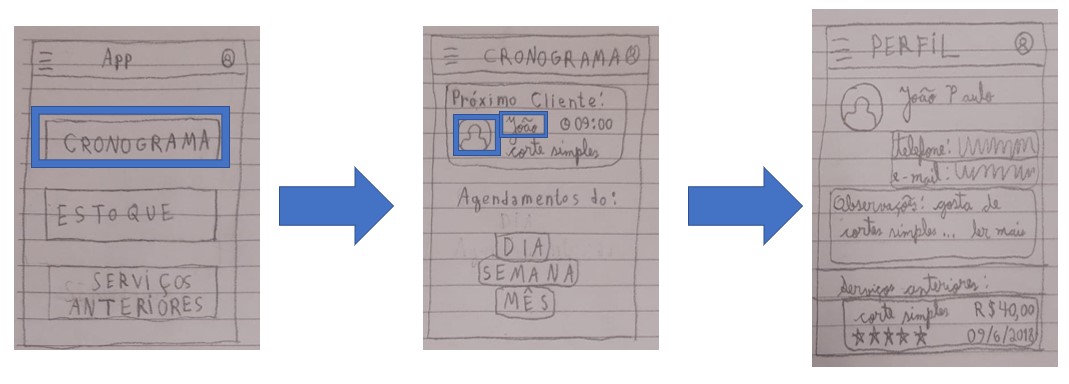 App
CRONOGRAMA
ESTOQUE
SERVIÇOS
ANTERIORES
CRONOGRAMA
Próximo Cliente:
João 09:00
corte simples
Agendamentos do:
DIA
SEMANA
MÊS
PERFIL
João Paulo
telefone:
e-mail:
Observações: gosta de
cortes simples... ler mais
Serviços anteriores:
corte simples R$40,00
★★★★★ 09/6/2018